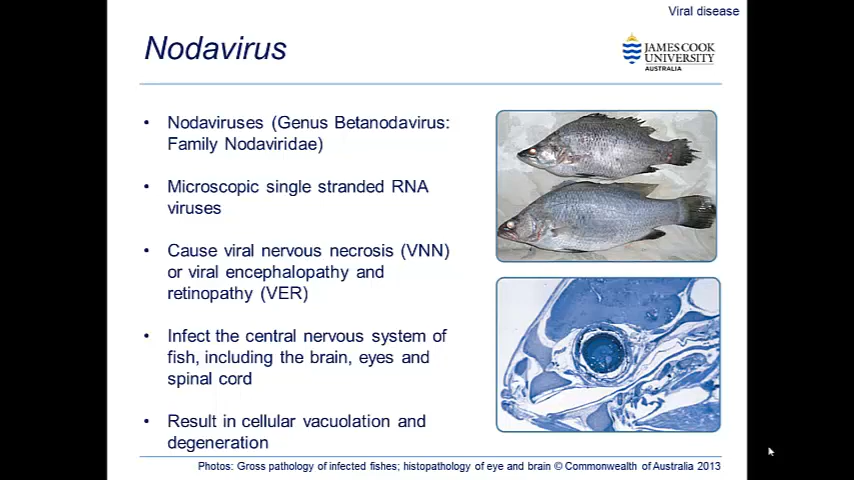 Viral disease
Nodavirus
JAMES COOK
UNIVERSITY
AUSTRALIA
• Nodaviruses (Genus Betanodavirus:
Family Nodaviridae)
• Microscopic single stranded RNA
viruses
• Cause viral nervous necrosis (VNN)
or viral encephalopathy and
retinopathy (VER)
• Infect the central nervous system of
fish, including the brain, eyes and
spinal cord
• Result in cellular vacuolation and
degeneration
Photos: Gross pathology of infected fishes; histopathology of eye and brain © Commonwealth of Australia 2013